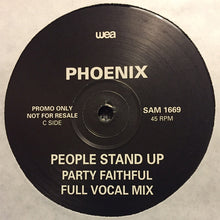 wea
PHOENIX
PROMO ONLY
NOT FOR RESALE
C SIDE
SAM 1669
45 RPM
PEOPLE STAND UP
PARTY FAITHFUL
FULL VOCAL MIX